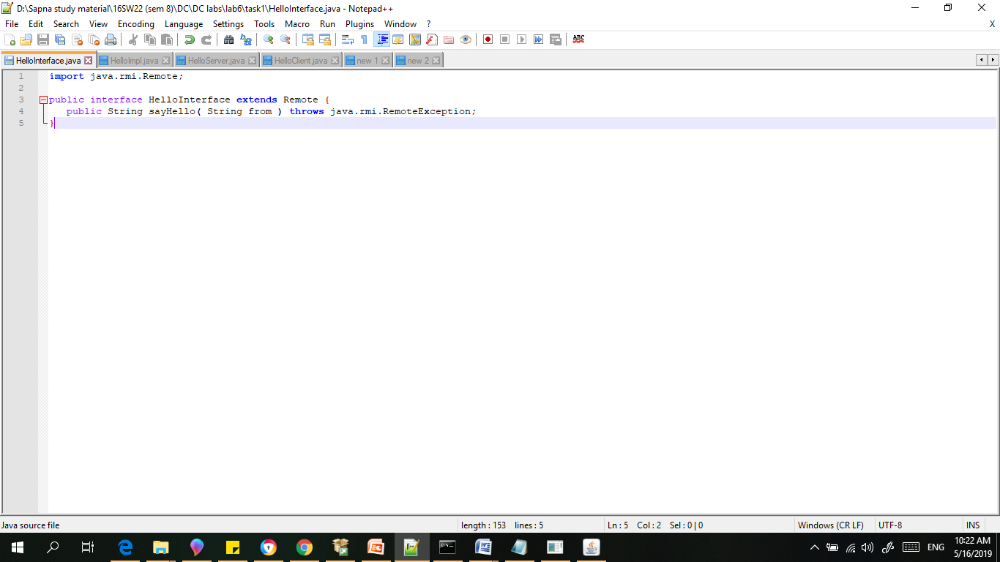 D:\Sapna study material\16SW22 (sem 8)\DC\DC labs\lab6\task1\HelloInterface.java - Notepad++
File Edit Search View Encoding Language Settings Tools Macro Run Plugins Window ? X
ABC
HelloInterface.java HelloImpl.java HelloServer.java HelloClient.java new 1 new 2
1 import java.rmi.Remote;
2
3 public interface HelloInterface extends Remote {
4 public String sayHello( String from ) throws java.rmi.RemoteException;
5 }
Java source file length : 153 lines : 5 Ln : 5 Col : 2 Sel : 0 | 0 Windows (CR LF) UTF-8 INS
ENG 10:22 AM
5/16/2019